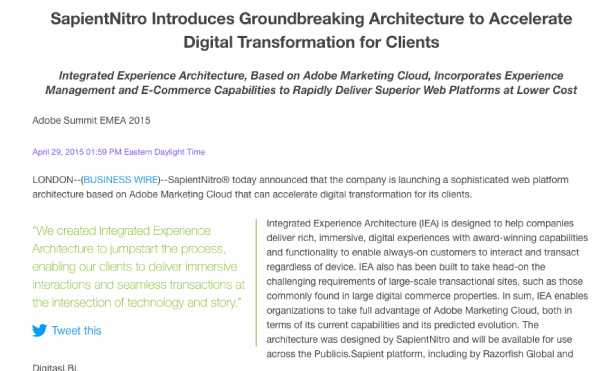 SapientNitro Introduces Groundbreaking Architecture to Accelerate
Digital Transformation for Clients
Integrated Experience Architecture, Based on Adobe Marketing Cloud, Incorporates Experience
Management and E-Commerce Capabilities to Rapidly Deliver Superior Web Platforms at Lower Cost
Adobe Summit EMEA 2015
April 29, 2015 01:59 PM Eastern Daylight Time
LONDON--(BUSINESS WIRE)--SapientNitro® today announced that the company is launching a sophisticated web platform
architecture based on Adobe Marketing Cloud that can accelerate digital transformation for its clients.
"We created Integrated Experience
Architecture to jumpstart the process,
enabling our clients to deliver immersive
interactions and seamless transactions at
the intersection of technology and story."
Tweet this
Integrated Experience Architecture (IEA) is designed to help companies
deliver rich, immersive, digital experiences with award-winning capabilities
and functionality to enable always-on customers to interact and transact
regardless of device. IEA also has been built to take head-on the
challenging requirements of large-scale transactional sites, such as those
commonly found in large digital commerce properties. In sum, IEA enables
organizations to take full advantage of Adobe Marketing Cloud, both in
terms of its current capabilities and its predicted evolution. The
architecture was designed by SapientNitro and will be available for use
across the Publicis.Sapient platform, including by Razorfish Global and
DigitasLBi.